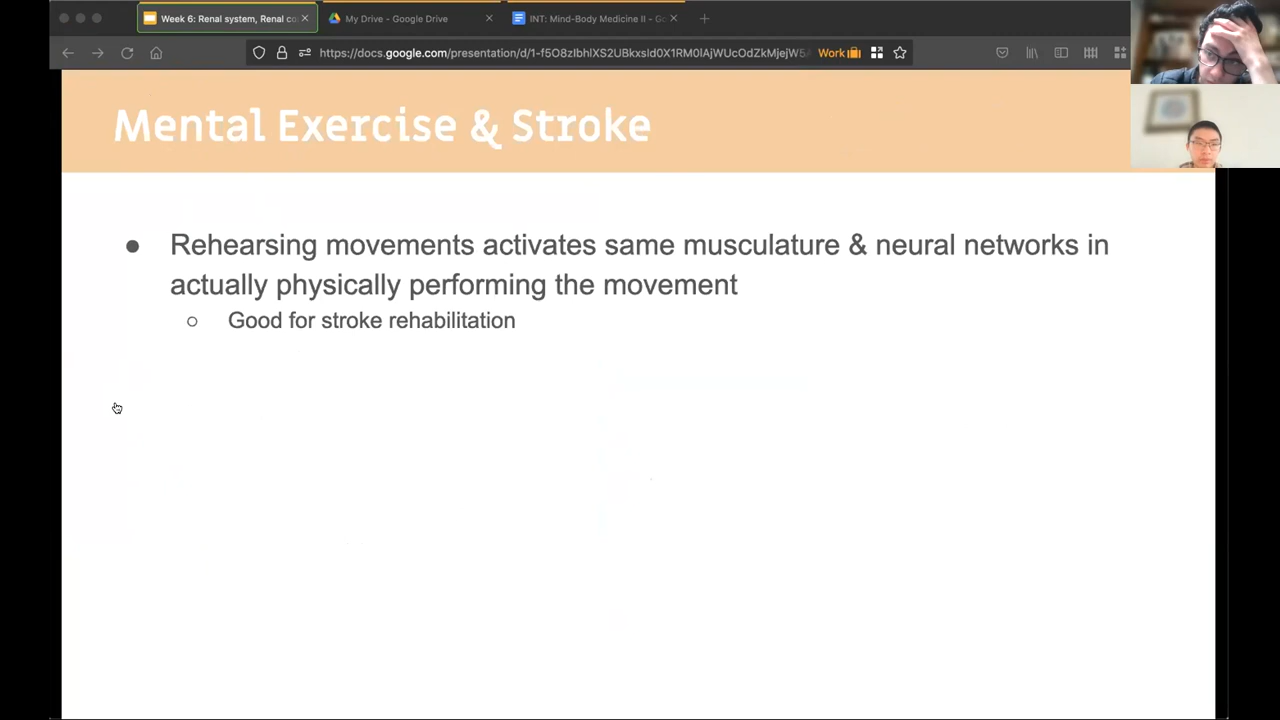 Week 6: Renal system, Renal co
My Drive - Google Drive
INT: Mind-Body Medicine II - Go
https://docs.google.com/presentation/d/1-f5O8zIbhlXS2UBkxsld0X1RM0lAjWUcOdZkMjejW5
Work
Mental Exercise & Stroke
● Rehearsing movements activates same musculature & neural networks in
actually physically performing the movement
○ Good for stroke rehabilitation